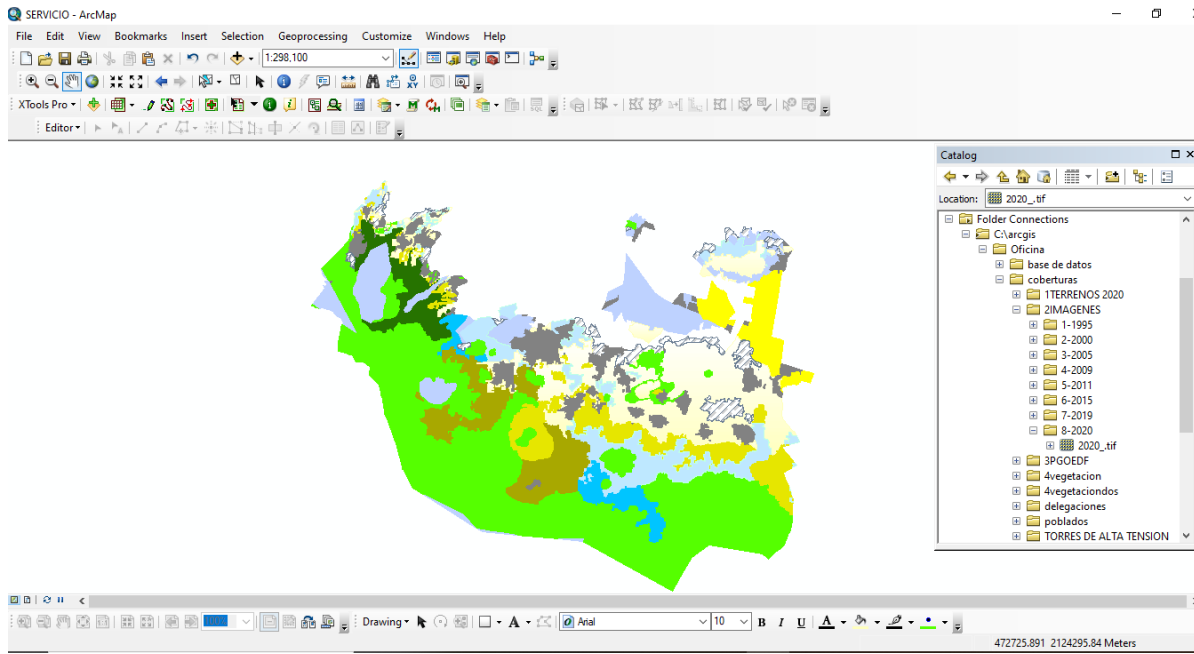 SERVICIO - ArcMap
File Edit View Bookmarks Insert Selection Geoprocessing Customize Windows Help
1:298,100
XTools Pro
Editor
Catalog
Location: 2020_.tif
Folder Connections
C:\arcgis
Oficina
base de datos
coberturas
1TERRENOS 2020
2IMAGENES
1-1995
2-2000
3-2005
4-2009
5-2011
6-2015
7-2019
8-2020
2020_.tif
3PGOEDF
4vegetacion
4vegetaciondos
delegaciones
poblados
TORRES DE ALTA TENSION
Drawing A Arial 10 B I U A
472725.891 2124295.84 Meters